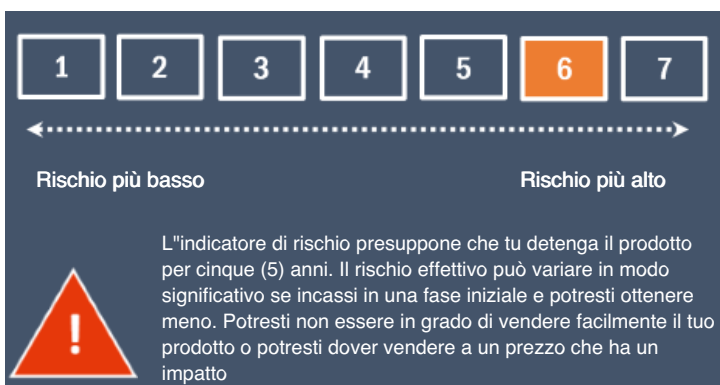 1 2 3 4 5 6 7
Rischio più basso Rischio più alto
L"indicatore di rischio presuppone che tu detenga il prodotto
per cinque (5) anni. Il rischio effettivo può variare in modo
significativo se incassi in una fase iniziale e potresti ottenere
meno. Potresti non essere in grado di vendere facilmente il tuo
prodotto o potresti dover vendere a un prezzo che ha un
impatto
!